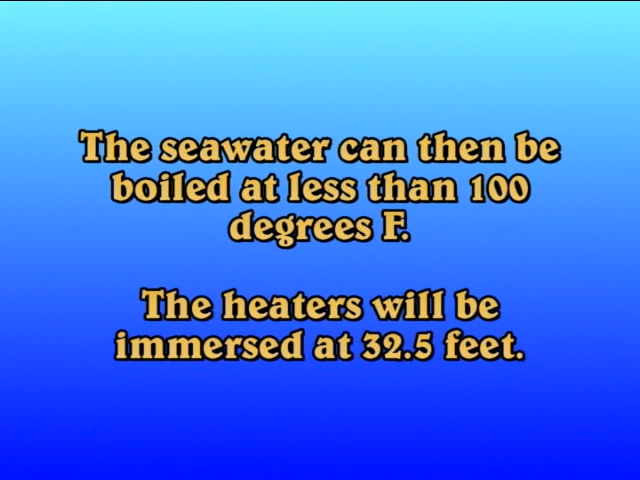 The seawater can then be
boiled at less than 100
degrees F.
The heaters will be
immersed at 32.5 feet.